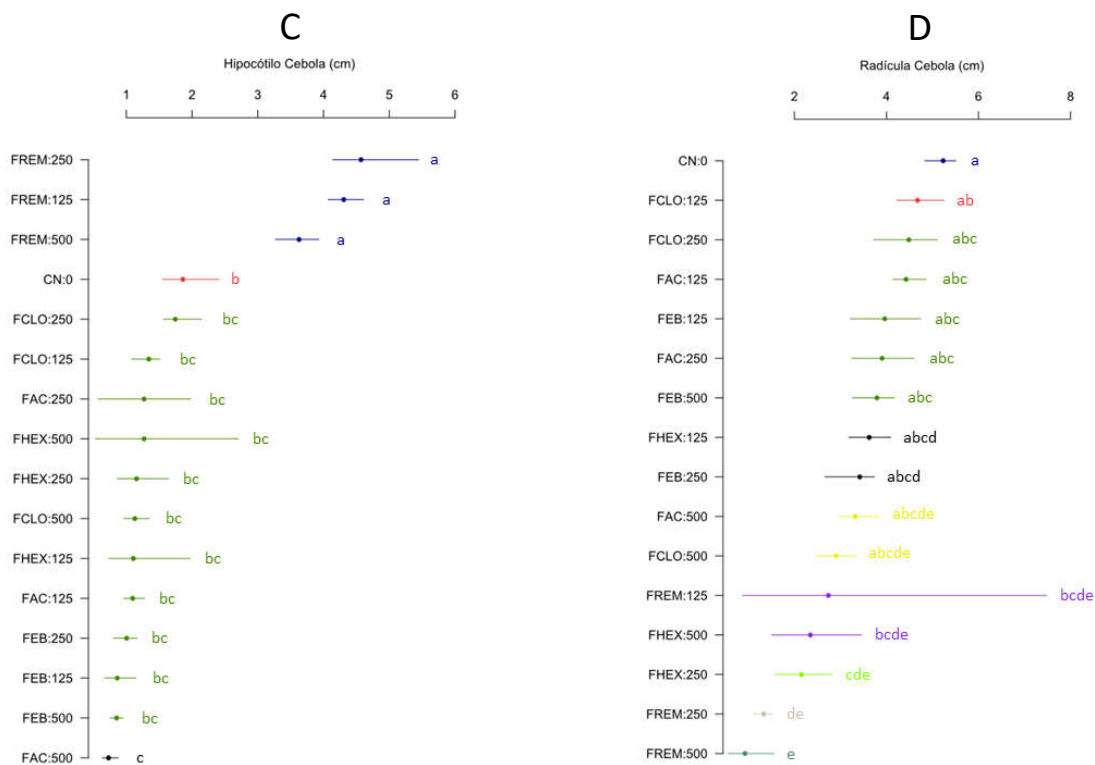 C
Hipocótilo Cebola (cm)
1 2 3 4 5 6
FREM:250 a
FREM:125 a
FREM:500 a
CN:0 b
FCLO:250 bc
FCLO:125 bc
FAC:250 bc
FHEX:500 bc
FHEX:250 bc
FCLO:500 bc
FHEX:125 bc
FAC:125 bc
FEB:250 bc
FEB:125 bc
FEB:500 bc
FAC:500 c
D
Radícula Cebola (cm)
2 4 6 8
CN:0 a
FCLO:125 ab
FCLO:250 abc
FAC:125 abc
FEB:125 abc
FAC:250 abc
FEB:500 abc
FHEX:125 abcd
FEB:250 abcd
FAC:500 abcde
FCLO:500 abcde
FREM:125 bcde
FHEX:500 bcde
FHEX:250 cde
FREM:250 de
FREM:500 e